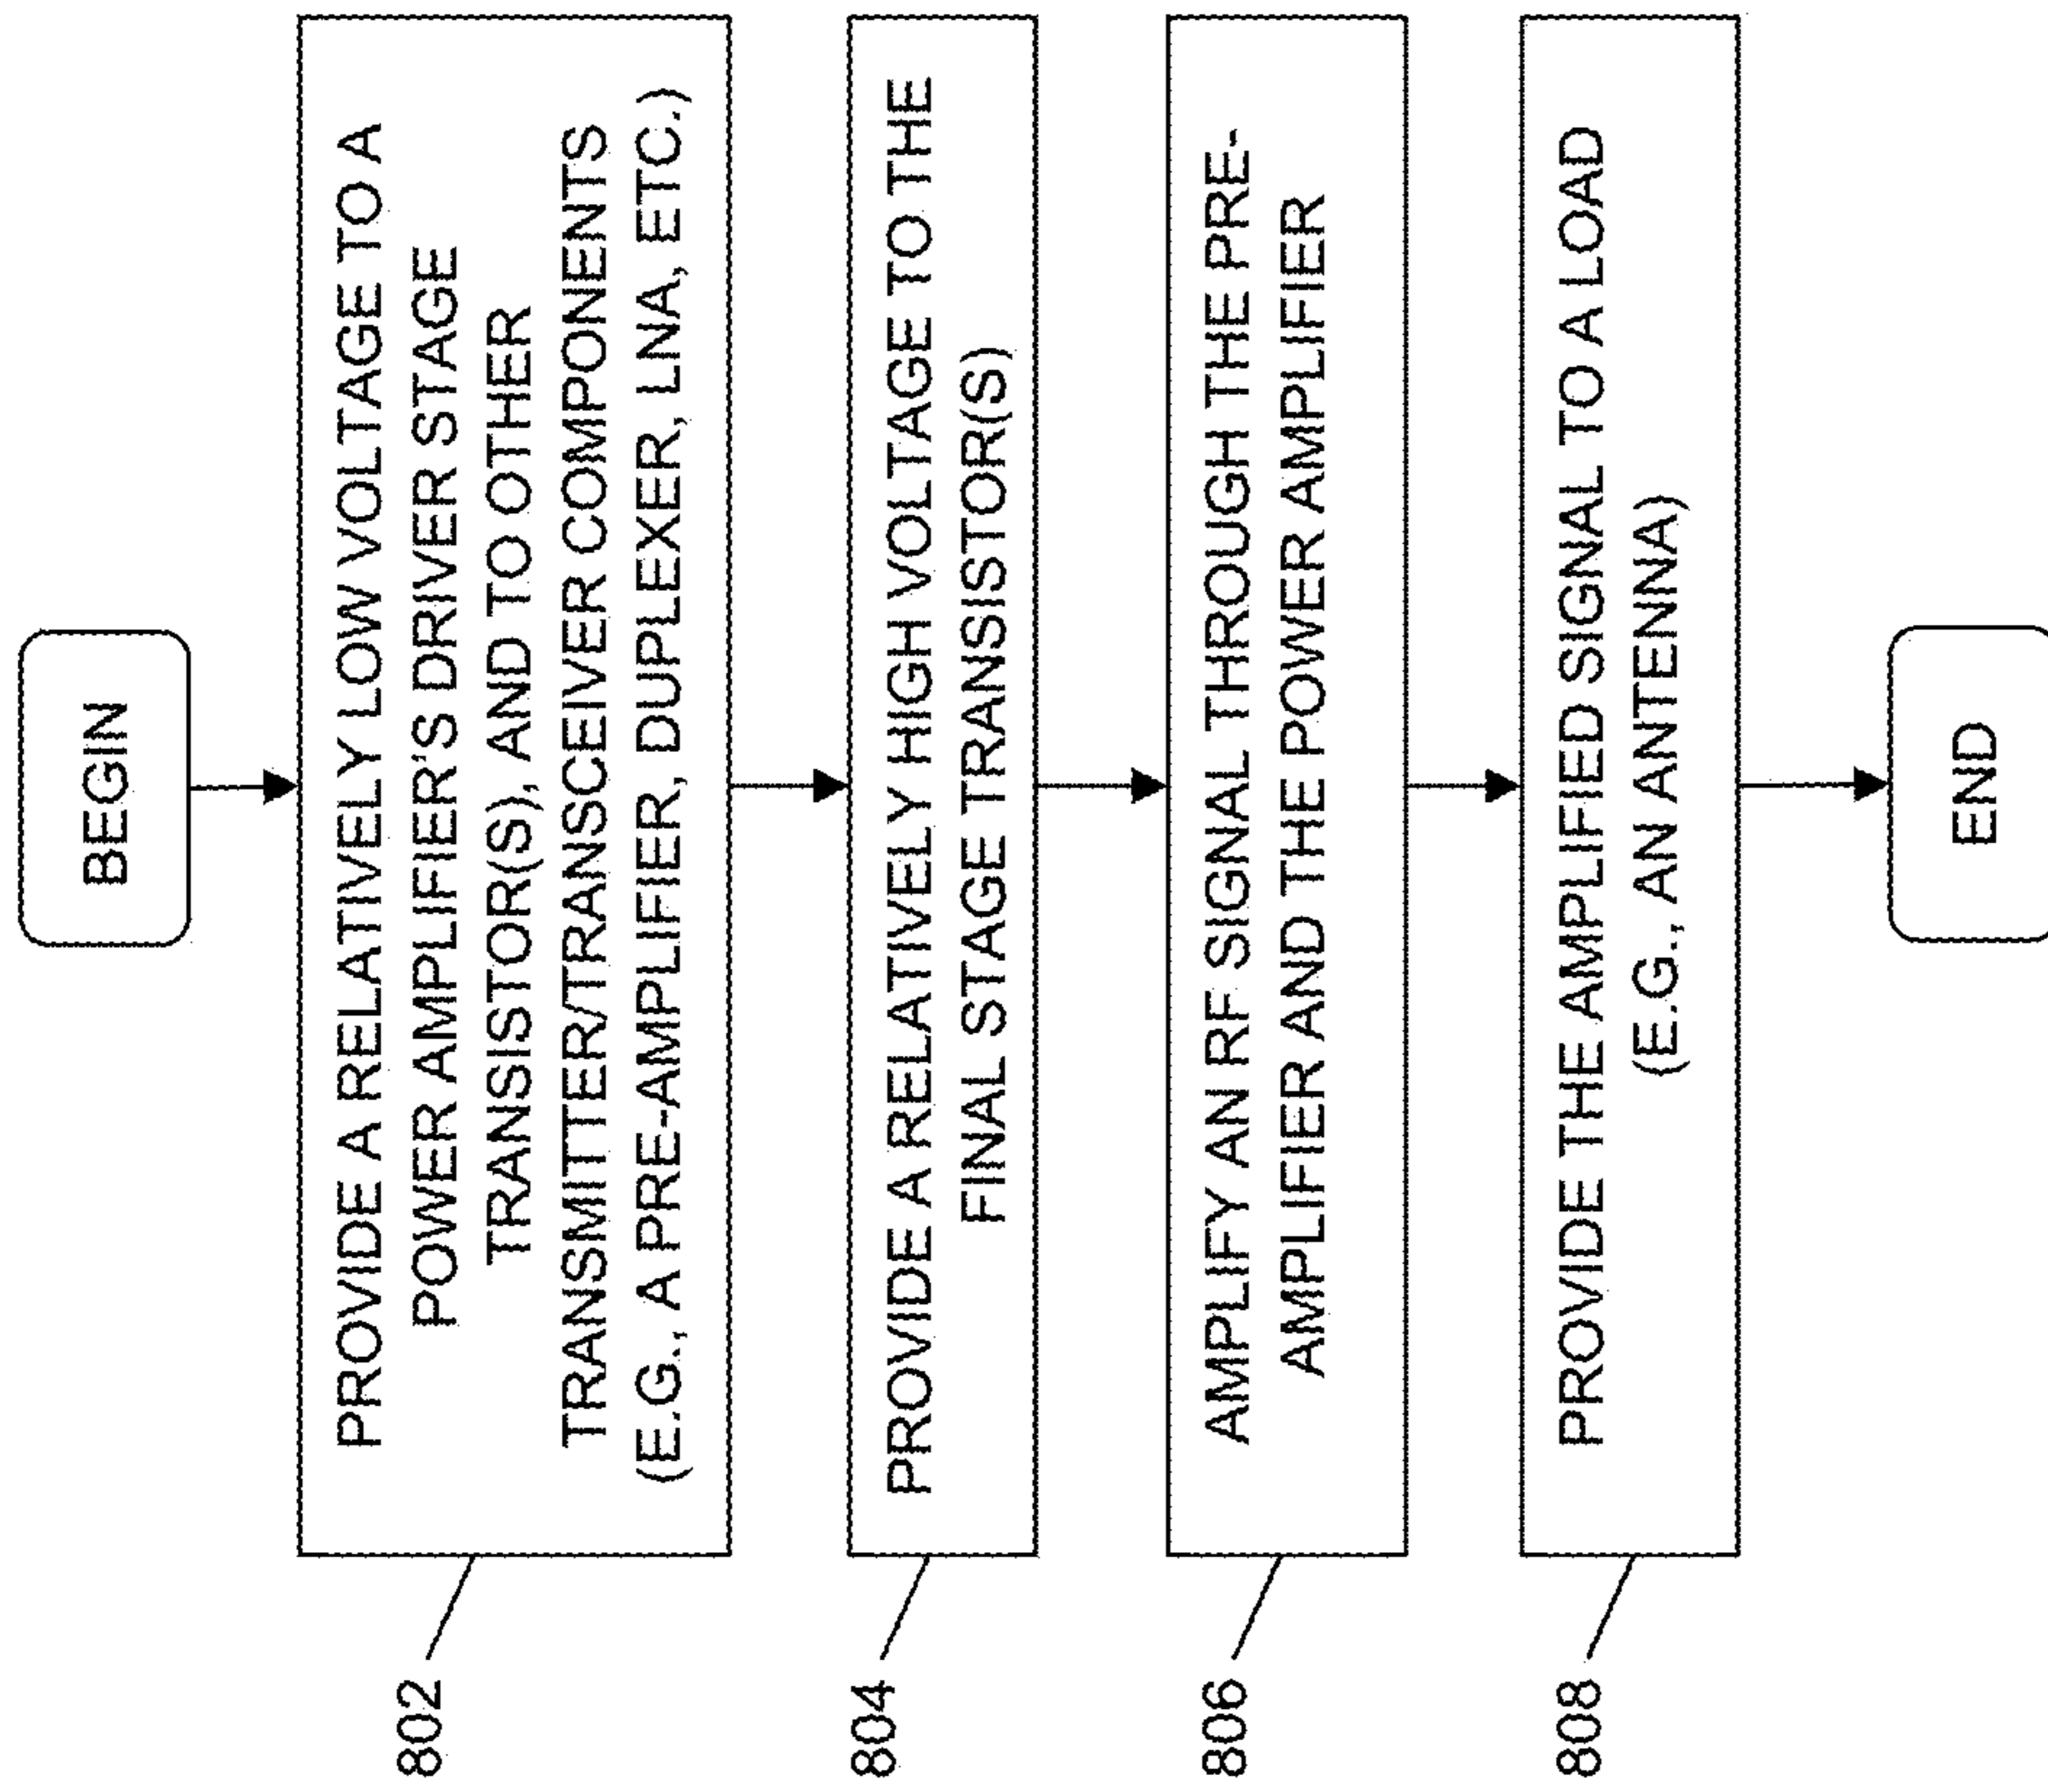 BEGIN
802
PROVIDE A RELATIVELY LOW VOLTAGE TO A
POWER AMPLIFIER'S DRIVER STAGE
TRANSISTOR(S), AND TO OTHER
TRANSMITTER/TRANSCEIVER COMPONENTS
(E.G., A PRE-AMPLIFIER, DUPLEXER, LNA, ETC.)
804
PROVIDE A RELATIVELY HIGH VOLTAGE TO THE
FINAL STAGE TRANSISTOR(S)
806
AMPLIFY AN RF SIGNAL THROUGH THE PRE-
AMPLIFIER AND THE POWER AMPLIFIER
808
PROVIDE THE AMPLIFIED SIGNAL TO A LOAD
(E.G., AN ANTENNA)
END